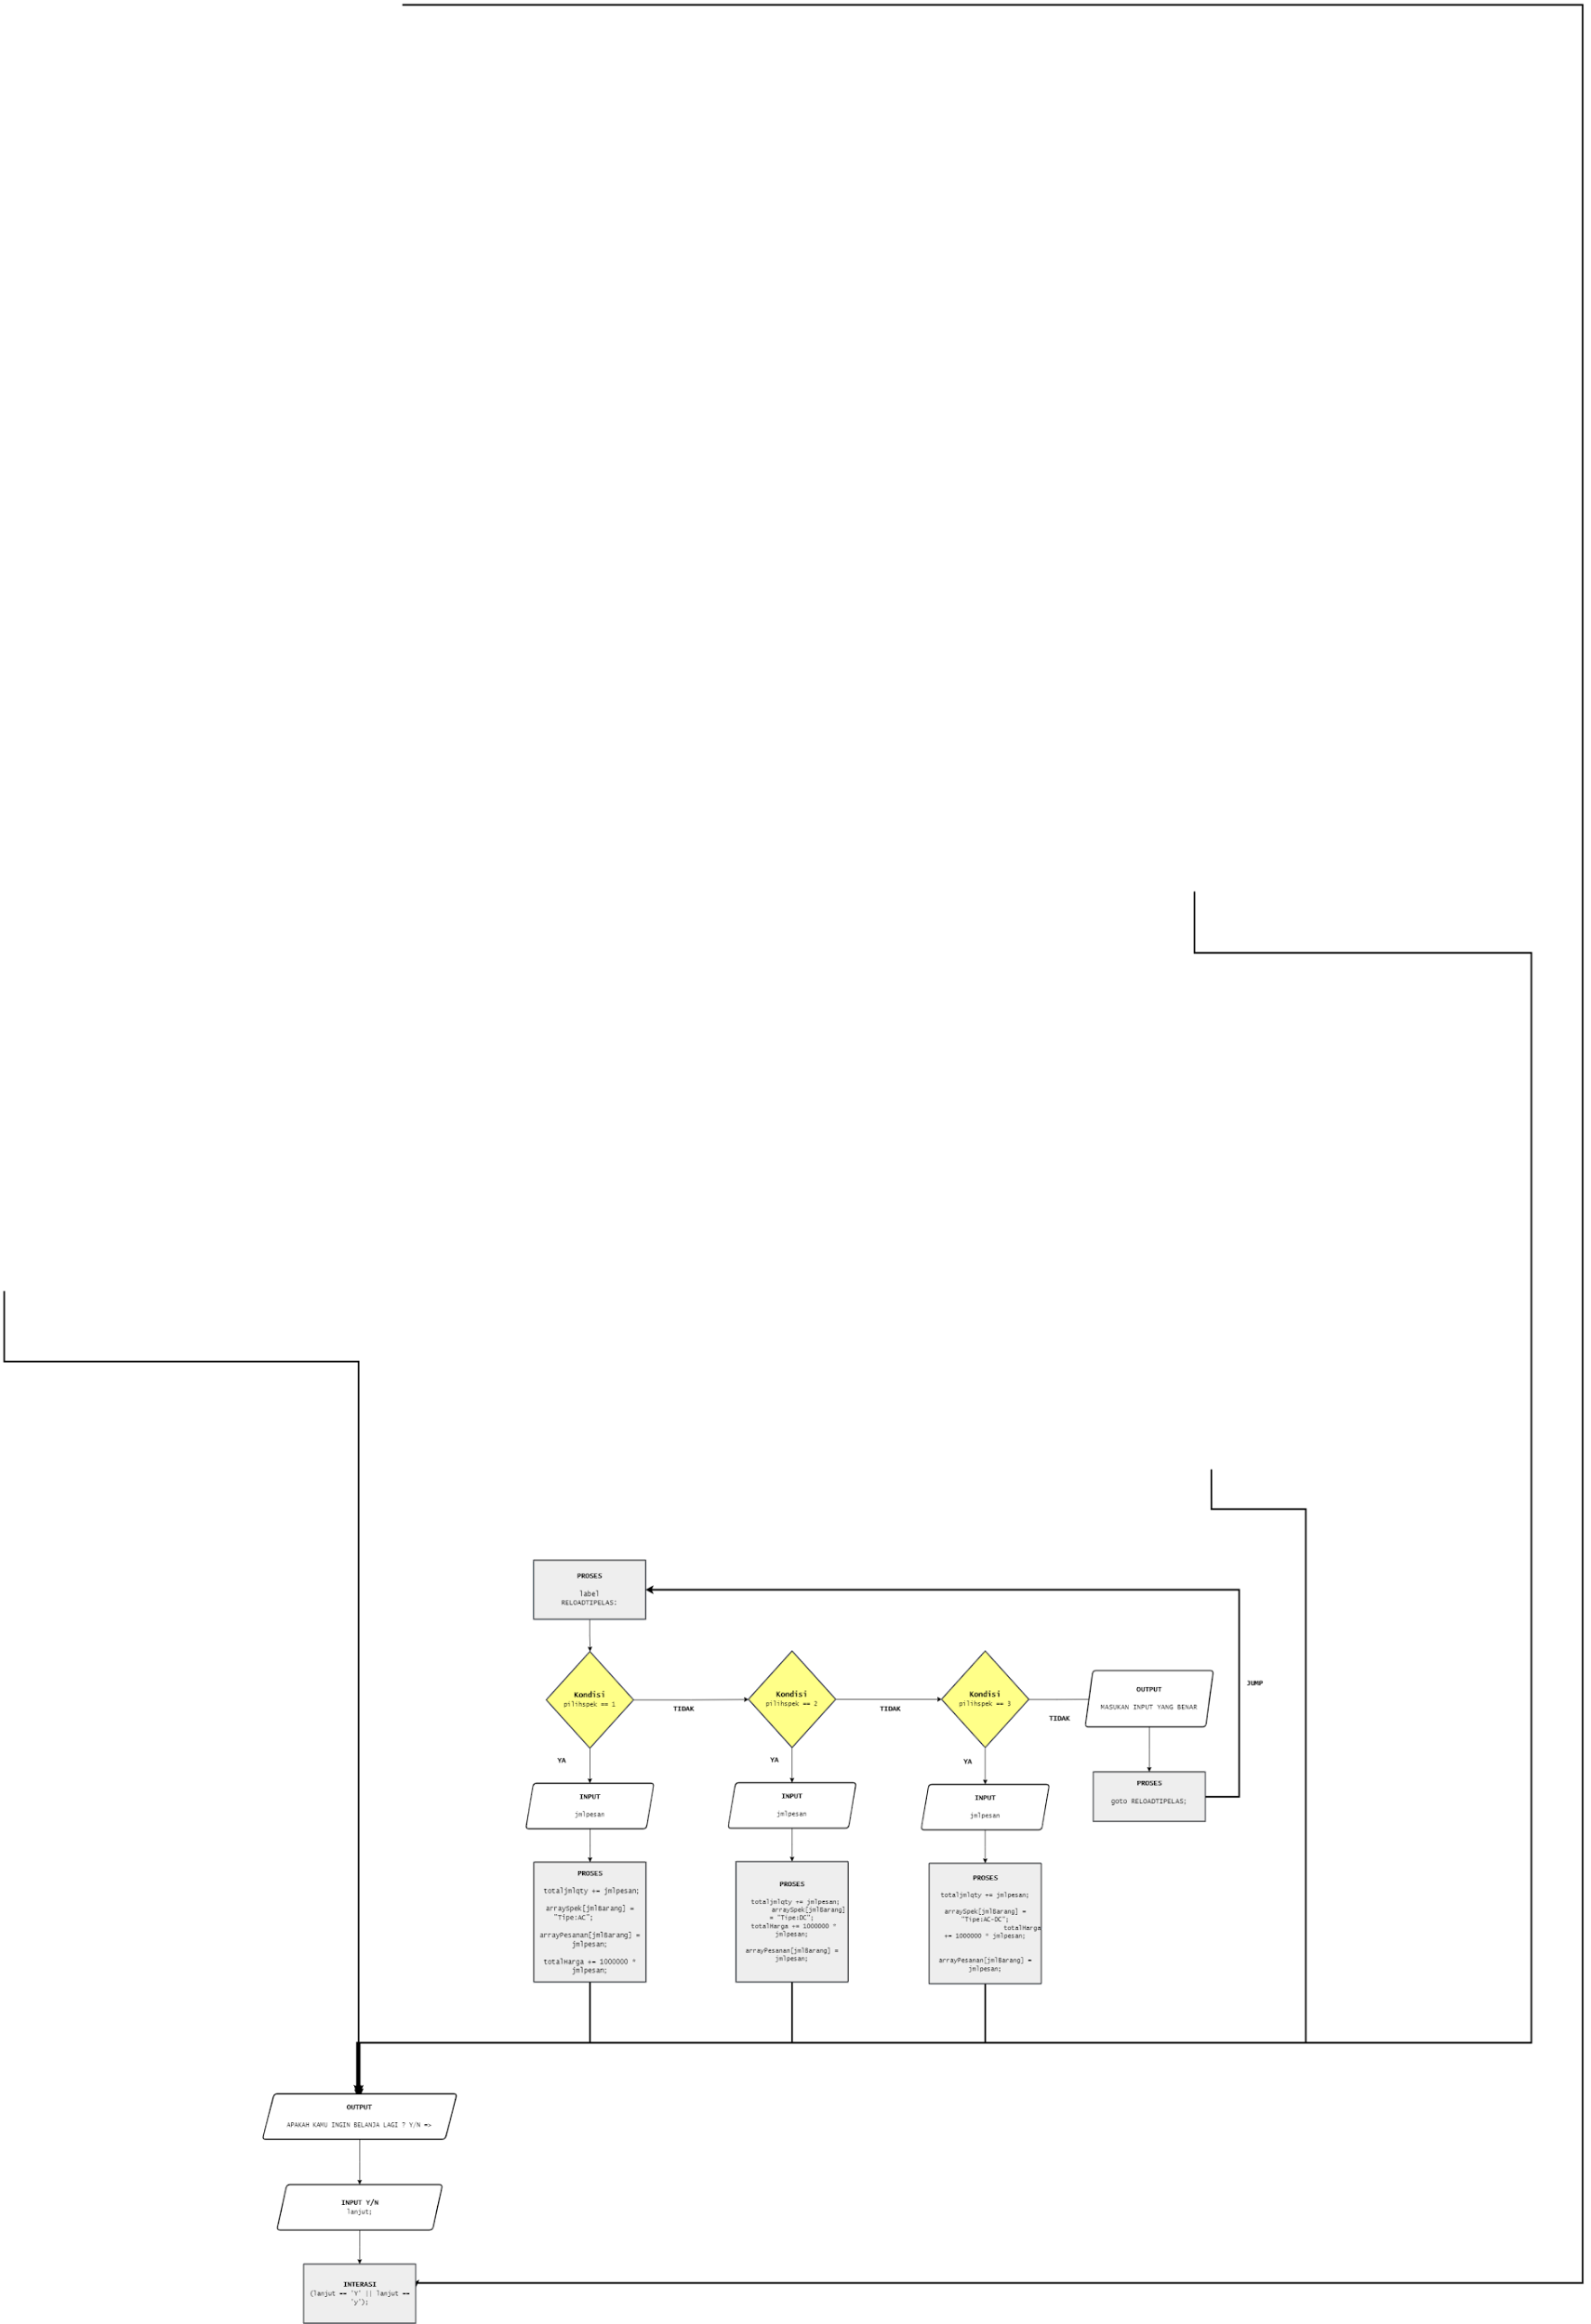 PROSES
label
RELOADTIPELAS:
Kondisi
pilihspek == 1
TIDAK
Kondisi
pilihspek == 2
TIDAK
Kondisi
pilihspek == 3
TIDAK
OUTPUT
MASUKAN INPUT YANG BENAR
JUMP
YA
YA
YA
INPUT
jmlpesan
INPUT
jmlpesan
INPUT
jmlpesan
PROSES
goto RELOADTIPELAS;
PROSES
totaljmlqty += jmlpesan;
arraySpek[jmlBarang] =
"Tipe:AC";
arrayPesanan[jmlBarang] =
jmlpesan;
totalHarga += 1000000 *
jmlpesan;
PROSES
totaljmlqty += jmlpesan;
arraySpek[jmlBarang]
= "Tipe:DC";
totalHarga += 1000000 *
jmlpesan;
arrayPesanan[jmlBarang] =
jmlpesan;
PROSES
totaljmlqty += jmlpesan;
arraySpek[jmlBarang] =
"Tipe:AC-DC";
totalHarga
+= 1000000 * jmlpesan;
arrayPesanan[jmlBarang] =
jmlpesan;
OUTPUT
APAKAH KAMU INGIN BELANJA LAGI ? Y/N =>
INPUT Y/N
lanjut;
INTERASI
(lanjut == 'Y' || lanjut ==
'y');